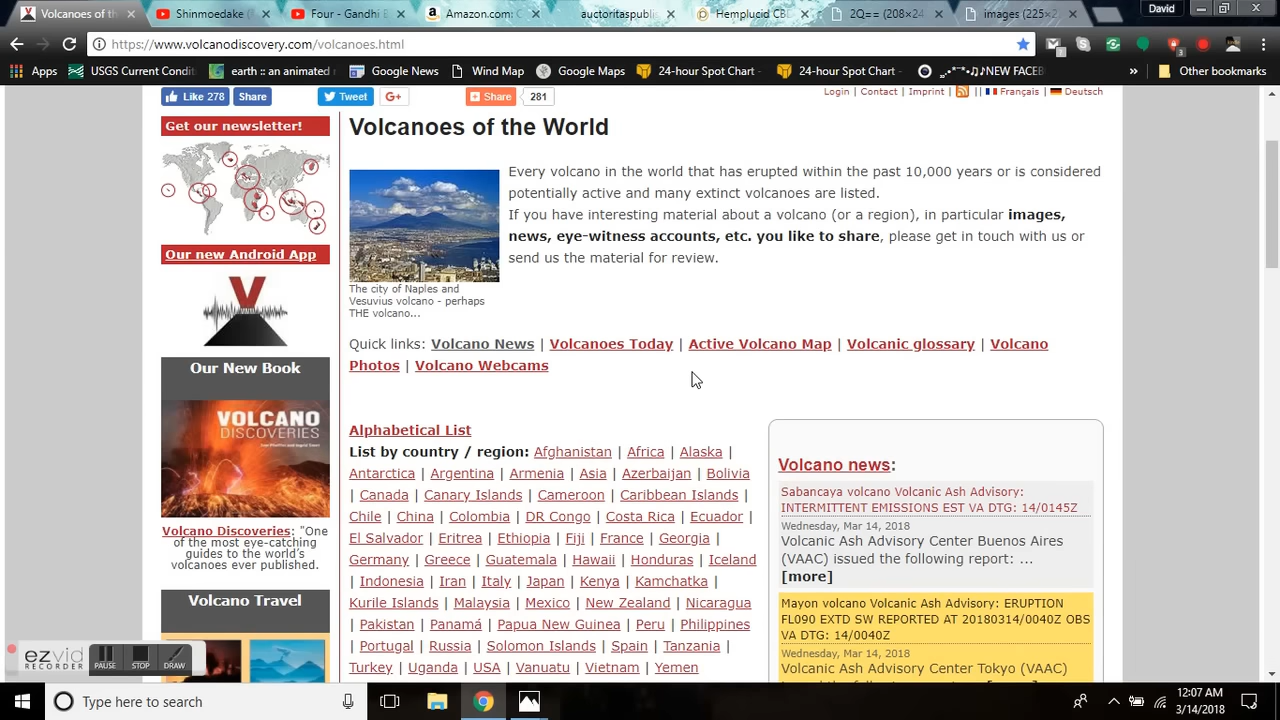 Volcanoes of th
Shinmoedake (
Four - Gandhi B
Amazon.com: C
auctoritaspublis
Hemplucid CBD
2Q== (208×24
images (225×2
David
https://www.volcanodiscovery.com/volcanoes.html
Apps
USGS Current Condit
earth :: an animated
Google News
Wind Map
Google Maps
24-hour Spot Chart
24-hour Spot Chart
NEW FACEB
»
Other bookmarks
Like 278
Share
Tweet
G+
Share
281
Login | Contact | Imprint | || Français | Deutsch
Get our newsletter!
Our new Android App
V
Our New Book
VOLCANO
DISCOVERIES
Volcano Discoveries: "One
of the most eye-catching
guides to the world's
volcanoes ever published.
Volcano Travel
Volcanoes of the World
The city of Naples and
Vesuvius volcano - perhaps
THE volcano...
Every volcano in the world that has erupted within the past 10,000 years or is considered
potentially active and many extinct volcanoes are listed.
If you have interesting material about a volcano (or a region), in particular images,
news, eye-witness accounts, etc. you like to share, please get in touch with us or
send us the material for review.
Quick links: Volcano News | Volcanoes Today | Active Volcano Map | Volcanic glossary | Volcano
Photos | Volcano Webcams
Alphabetical List
List by country / region: Afghanistan | Africa | Alaska |
Antarctica | Argentina | Armenia | Asia | Azerbaijan | Bolivia
| Canada | Canary Islands | Cameroon | Caribbean Islands |
Chile | China | Colombia | DR Congo | Costa Rica | Ecuador |
El Salvador | Eritrea | Ethiopia | Fiji | France | Georgia |
Germany | Greece | Guatemala | Hawaii | Honduras | Iceland
| Indonesia | Iran | Italy | Japan | Kenya | Kamchatka |
Kurile Islands | Malaysia | Mexico | New Zealand | Nicaragua
| Pakistan | Panamá | Papua New Guinea | Peru | Philippines
| Portugal | Russia | Solomon Islands | Spain | Tanzania |
Turkey | Uganda | USA | Vanuatu | Vietnam | Yemen
Volcano news:
Sabancaya volcano Volcanic Ash Advisory:
INTERMITTENT EMISSIONS EST VA DTG: 14/0145Z
Wednesday, Mar 14, 2018
Volcanic Ash Advisory Center Buenos Aires
(VAAC) issued the following report: ...
[more]
Mayon volcano Volcanic Ash Advisory: ERUPTION
FL090 EXTD SW REPORTED AT 20180314/0040Z OBS
VA DTG: 14/0040Z
Wednesday, Mar 14, 2018
Volcanic Ash Advisory Center Tokyo (VAAC)
ezvid
RECORDER
PAUSE
STOP
DRAW
Type here to search
12:07 AM
3/14/2018